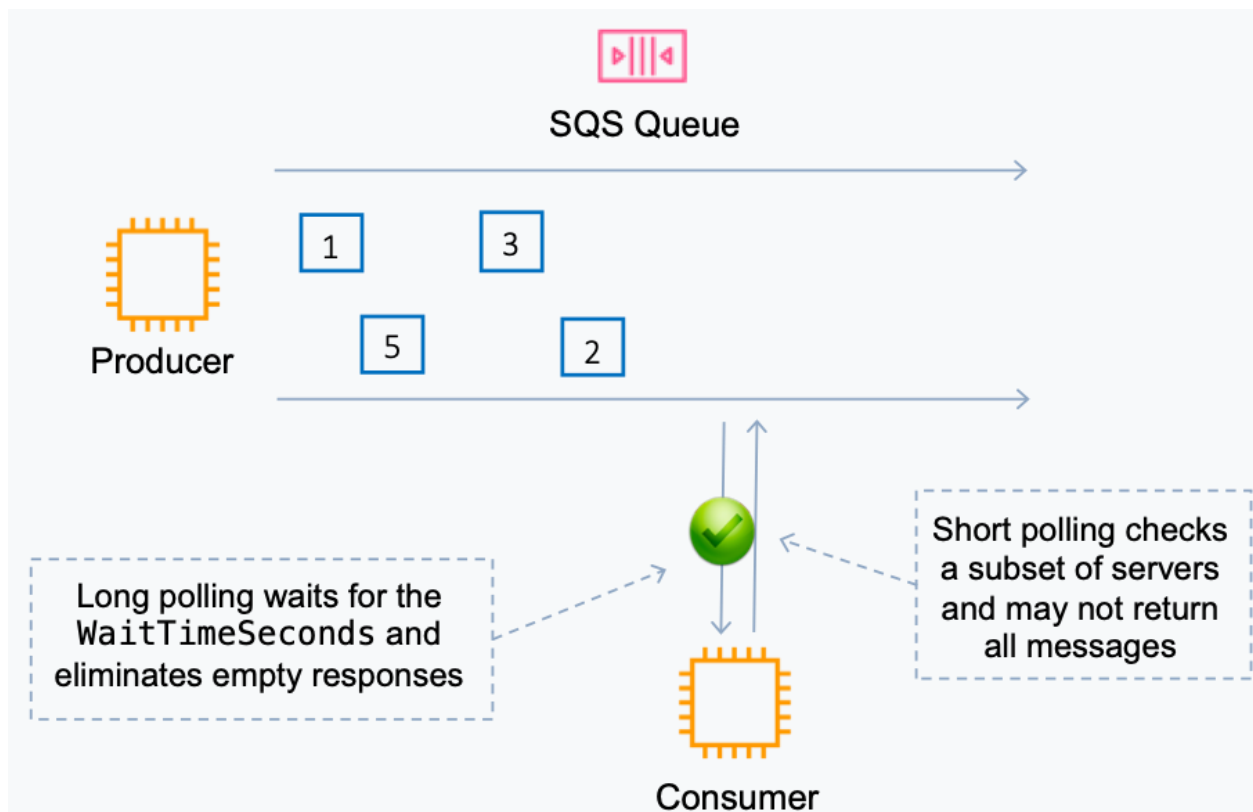 SQS Queue
1
3
5
2
Producer
Long polling waits for the
WaitTimeSeconds and
eliminates empty responses
Short polling checks
a subset of servers
and may not return
all messages
Consumer